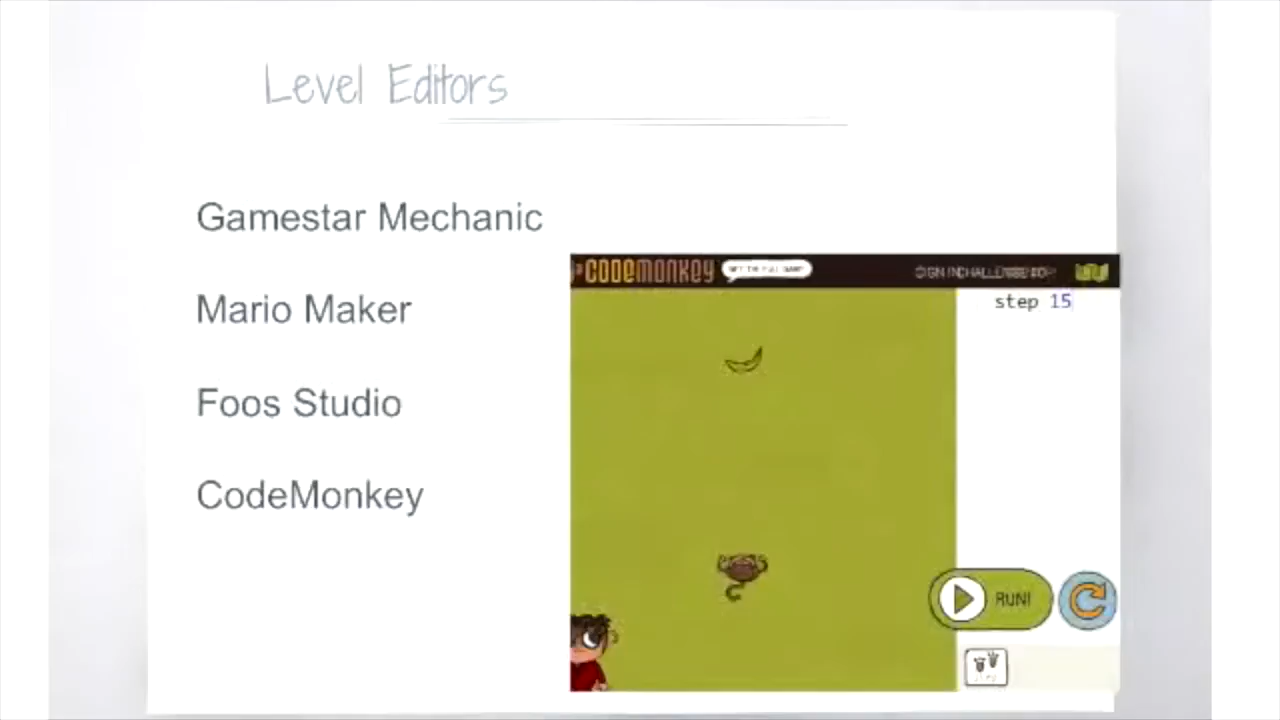 Level Editors
Gamestar Mechanic
Mario Maker
Foos Studio
CodeMonkey
CODEMONKEY
step 15
RUN!